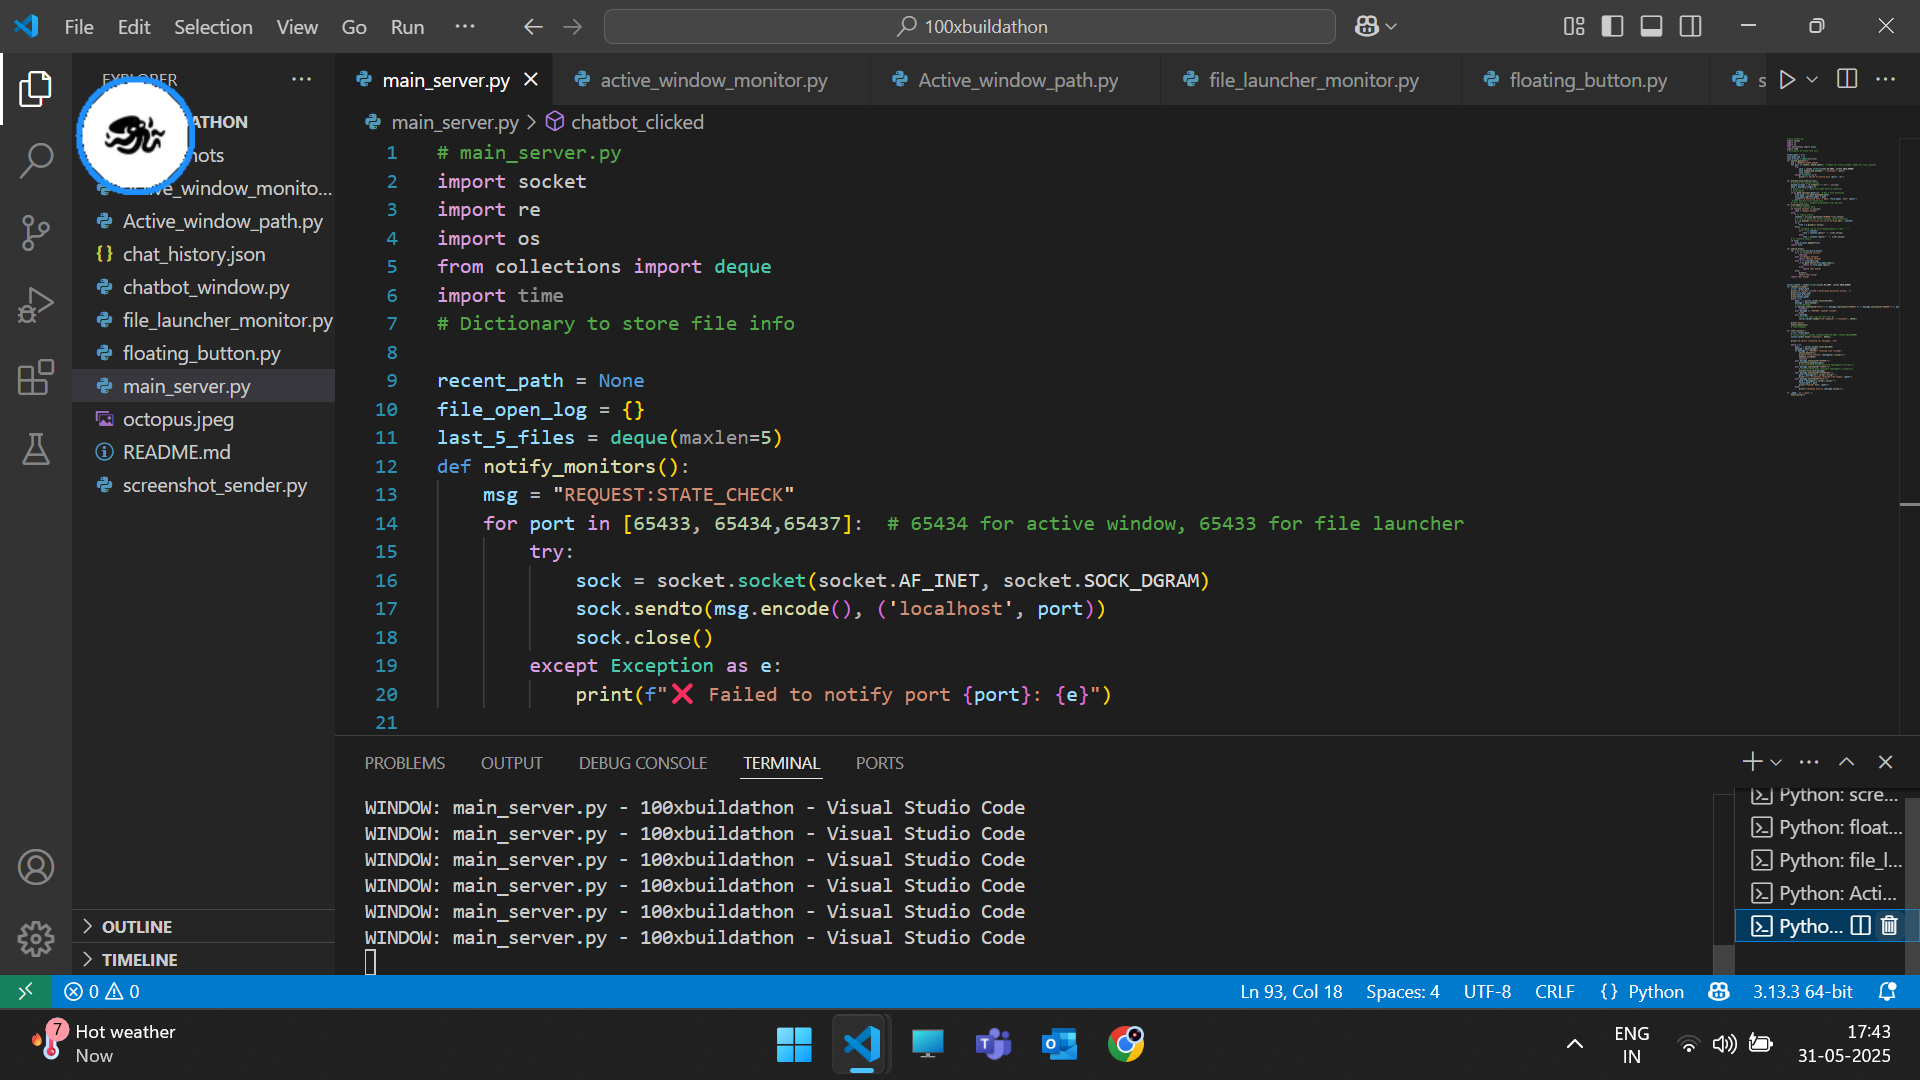 File Edit Selection View Go Run ···
100xbuildathon
EXPLORER
ATHON
hots
active_window_monito...
Active_window_path.py
chat_history.json
chatbot_window.py
file_launcher_monitor.py
floating_button.py
main_server.py
octopus.jpeg
README.md
screenshot_sender.py
OUTLINE
TIMELINE
main_server.py active_window_monitor.py Active_window_path.py file_launcher_monitor.py floating_button.py s
main_server.py > chatbot_clicked
1 # main_server.py
2 import socket
3 import re
4 import os
5 from collections import deque
6 import time
7 # Dictionary to store file info
8
9 recent_path = None
10 file_open_log = {}
11 last_5_files = deque(maxlen=5)
12 def notify_monitors():
13 msg = "REQUEST:STATE_CHECK"
14 for port in [65433, 65434,65437]: # 65434 for active window, 65433 for file launcher
15 try:
16 sock = socket.socket(socket.AF_INET, socket.SOCK_DGRAM)
17 sock.sendto(msg.encode(), ('localhost', port))
18 sock.close()
19 except Exception as e:
20 print(f"❌ Failed to notify port {port}: {e}")
21
PROBLEMS OUTPUT DEBUG CONSOLE TERMINAL PORTS
WINDOW: main_server.py - 100xbuildathon - Visual Studio Code
WINDOW: main_server.py - 100xbuildathon - Visual Studio Code
WINDOW: main_server.py - 100xbuildathon - Visual Studio Code
WINDOW: main_server.py - 100xbuildathon - Visual Studio Code
WINDOW: main_server.py - 100xbuildathon - Visual Studio Code
WINDOW: main_server.py - 100xbuildathon - Visual Studio Code
Python: scre...
Python: float...
Python: file_l...
Python: Acti...
Pytho...
0 0
Ln 93, Col 18 Spaces: 4 UTF-8 CRLF {} Python 3.13.3 64-bit
7
Hot weather
Now
ENG
IN
17:43
31-05-2025